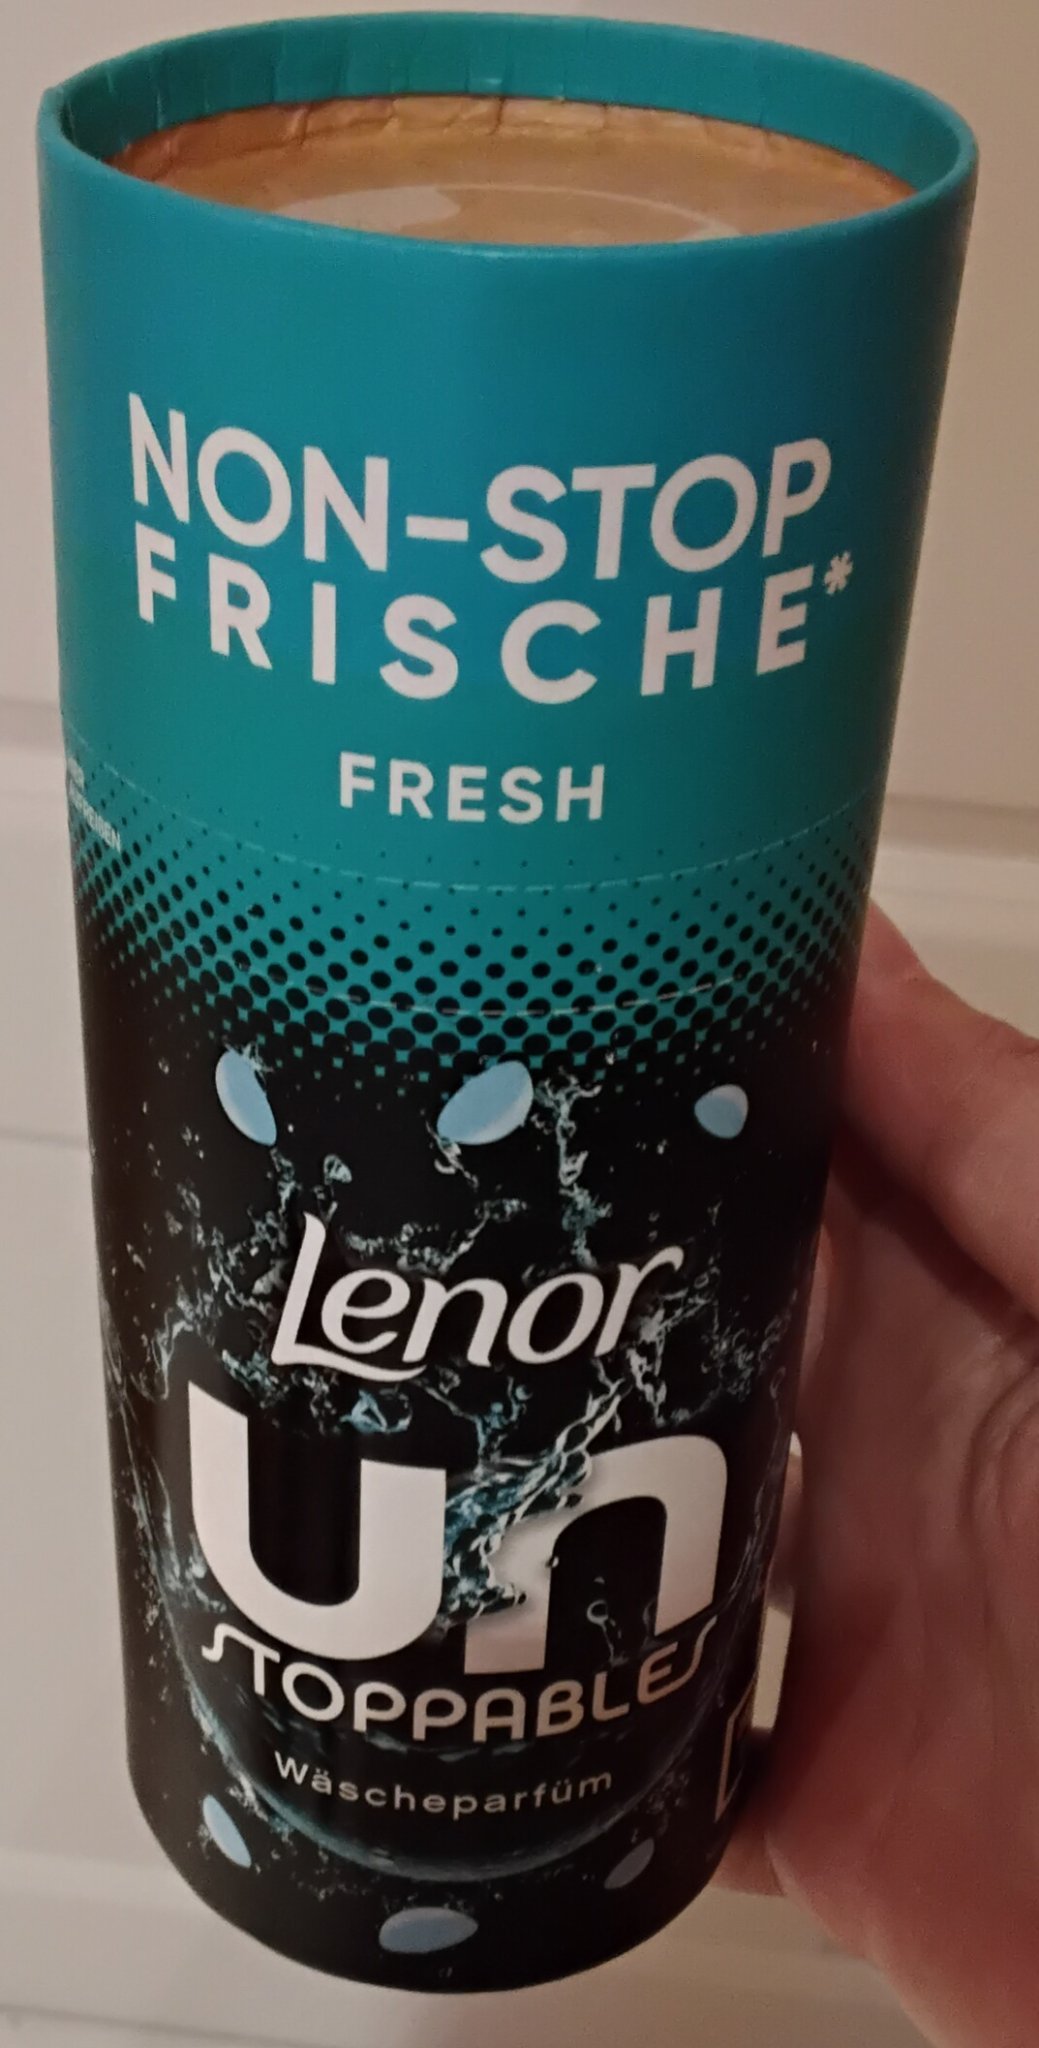 NON-STOP
FRISCHE*
FRESH
Lenor
un
STOPPABLES
Wäscheparfüm